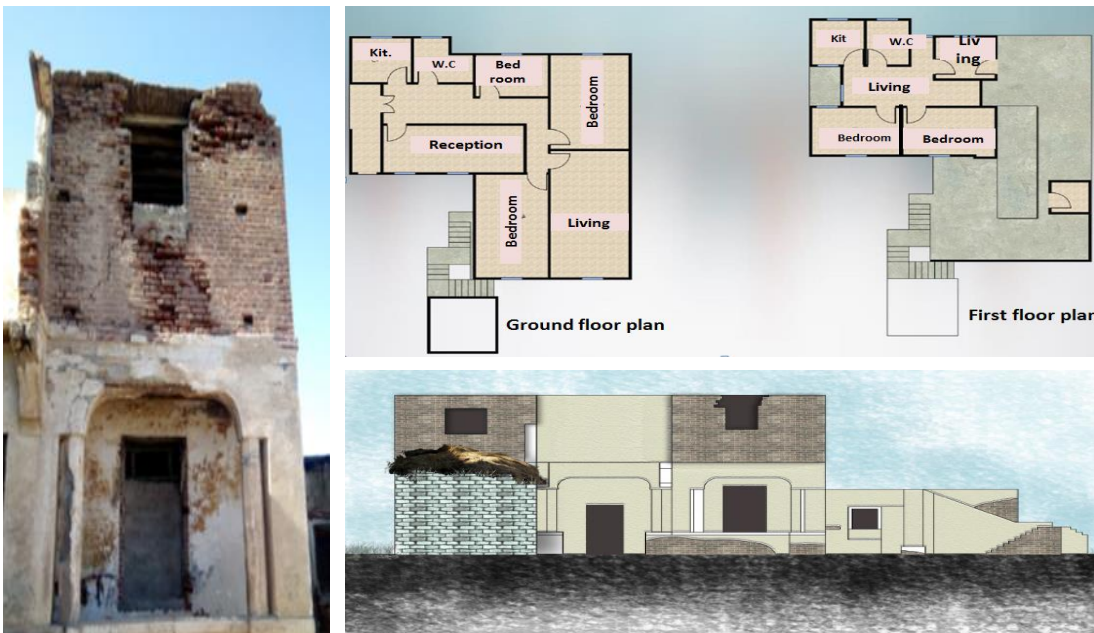 Kit.
W.C
Bed
room
Bedroom
Reception
Bedroom
Living
Ground floor plan
Kit
W.C
Liv
ing
Living
Bedroom
Bedroom
First floor plan